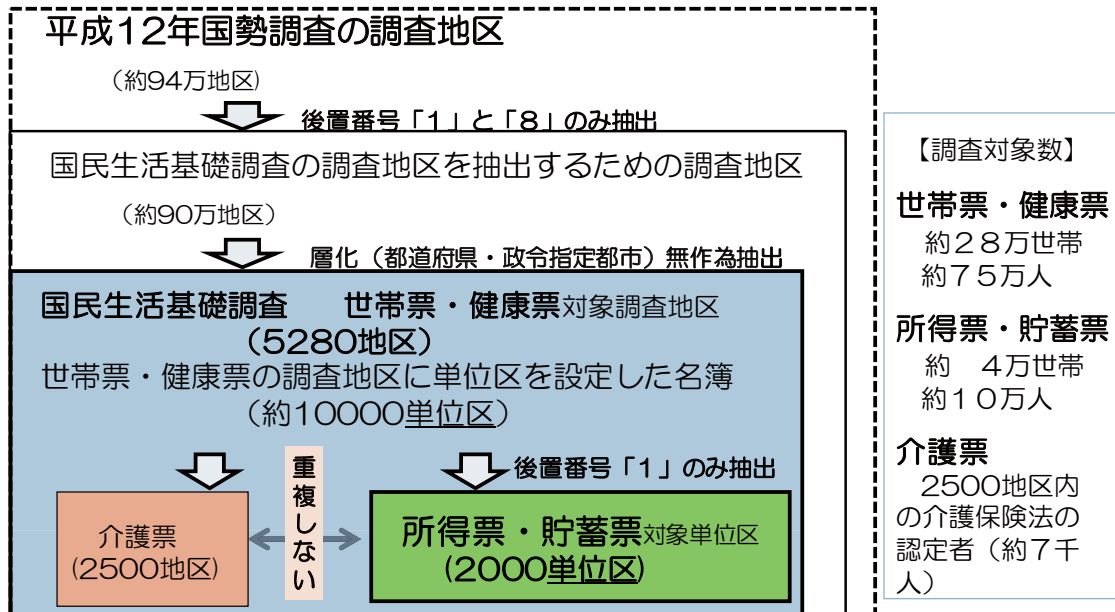 平成12年国勢調査の調査地区
（約94万地区)
後置番号「1」と「8」のみ抽出
国民生活基礎調査の調査地区を抽出するための調査地区
（約90万地区）
層化（都道府県・政令指定都市）無作為抽出
国民生活基礎調査　世帯票・健康票対象調査地区
（5280地区）
世帯票・健康票の調査地区に単位区を設定した名簿
（約10000単位区）
後置番号「1」のみ抽出
介護票
(2500地区)
重複しない
所得票・貯蓄票対象単位区
(2000単位区)
【調査対象数】
世帯票・健康票
約２８万世帯
約７５万人
所得票・貯蓄票
約　4万世帯
約１０万人
介護票
2500地区内
の介護保険法の
認定者（約７千
人）